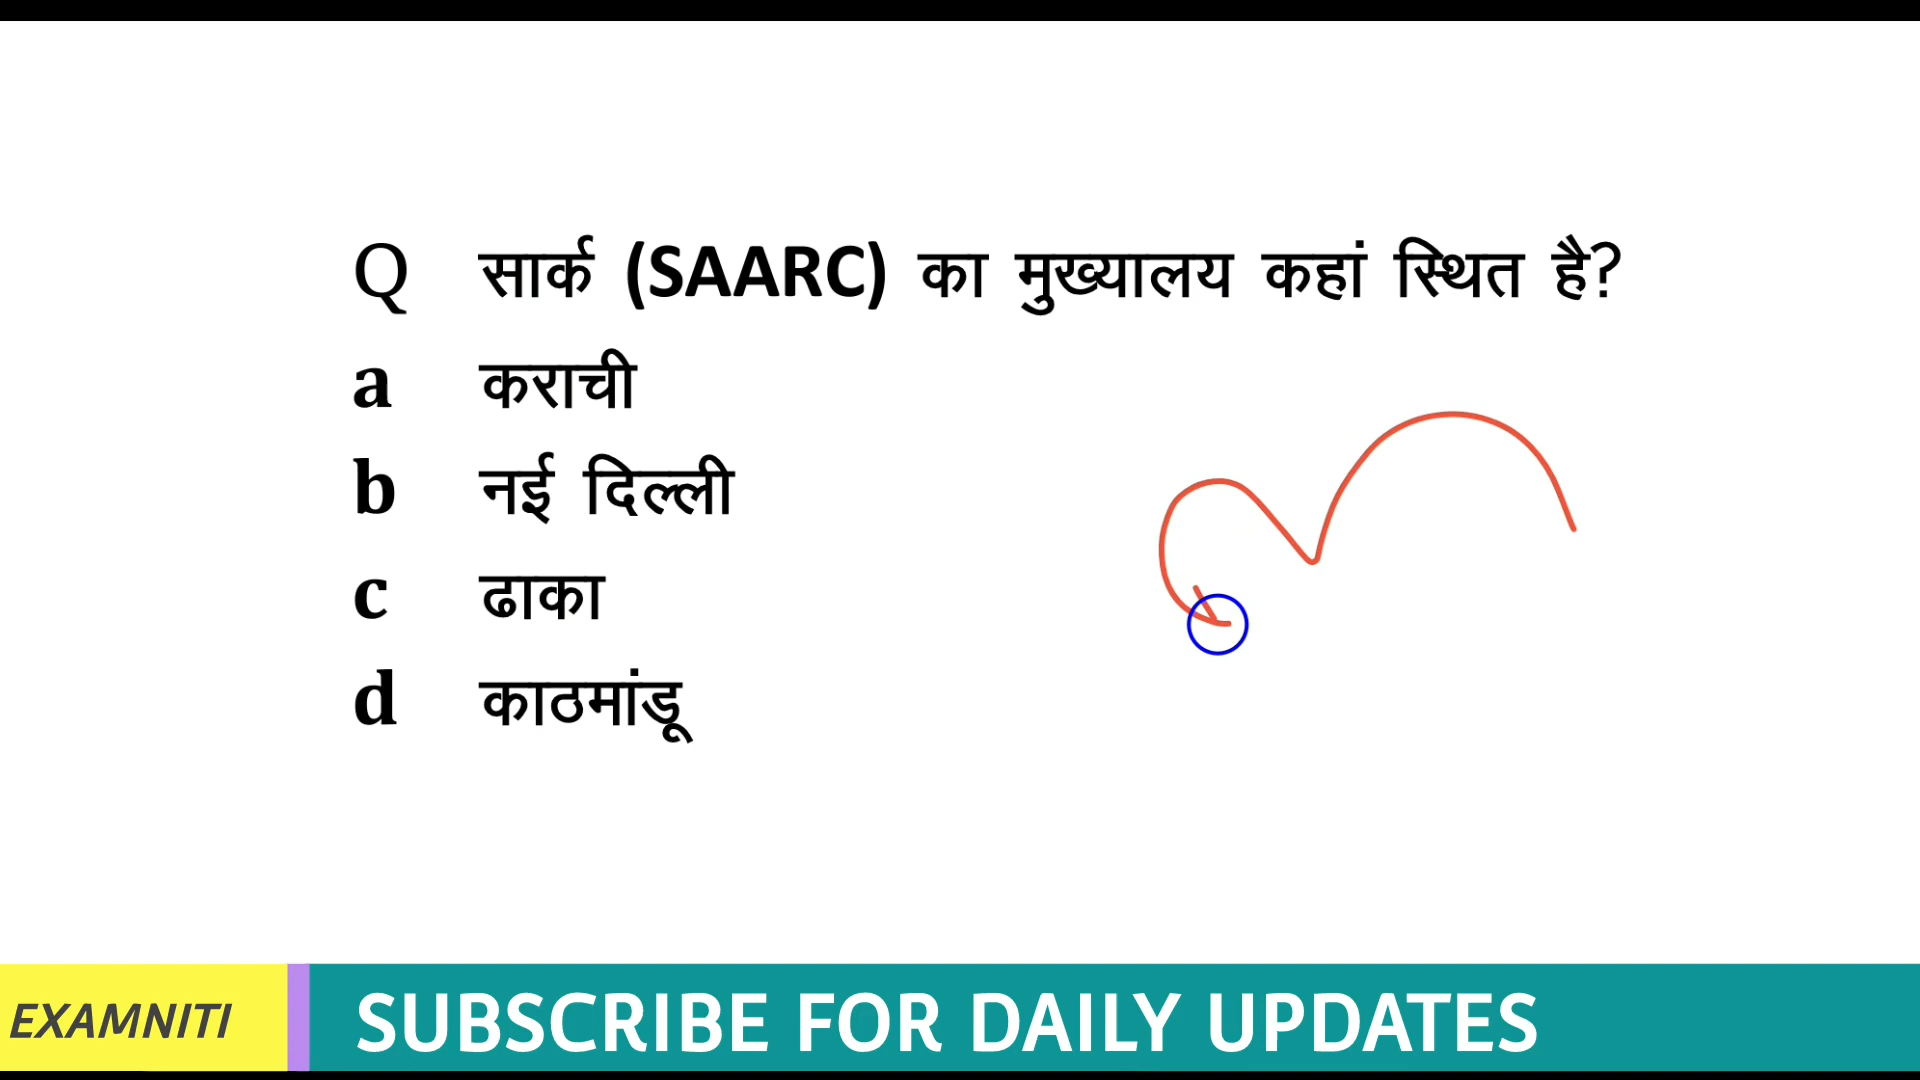 Q सार्क (SAARC) का मुख्यालय कहां स्थित है?
a कराची
b नई दिल्ली
c ढाका
d काठमांडू
EXAMNITI SUBSCRIBE FOR DAILY UPDATES